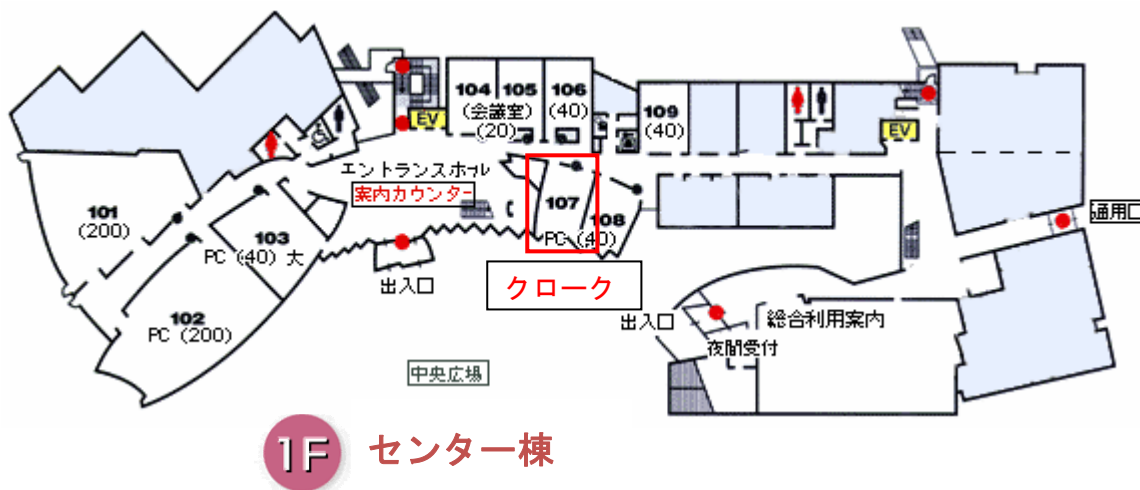 104
105
106
(会議室)
(40)
(20)
109
(40)
EV
EV
エントランスホール
案内カウンター
101
(200)
107
108
PC (40)
103
PC (40) 大
通用口
出入口
クローク
102
PC (200)
出入口
総合利用案内
夜間受付
中央広場
1F センター棟